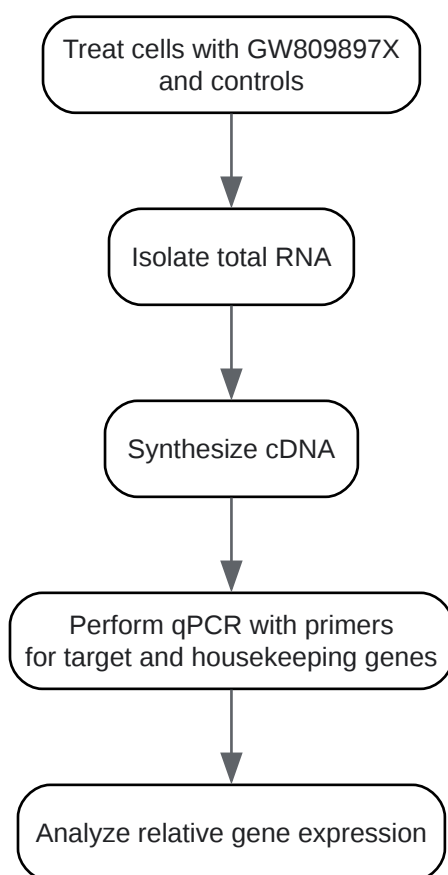 Treat cells with GW809897X
and controls
Isolate total RNA
Synthesize cDNA
Perform qPCR with primers
for target and housekeeping genes
Analyze relative gene expression